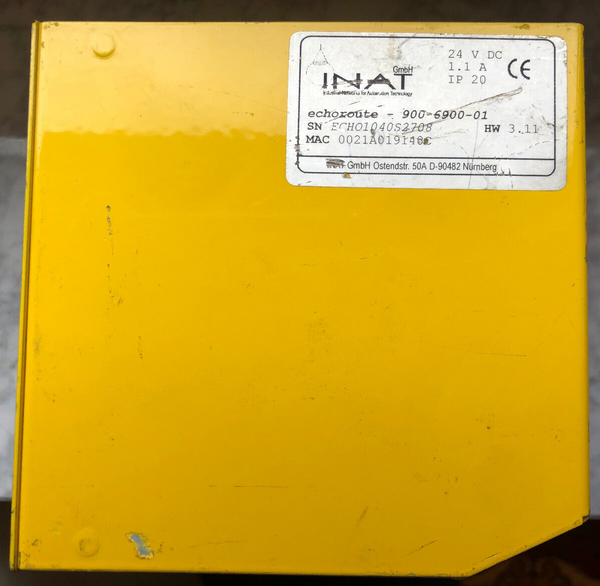 GmbH
INAT
Industrial Networks for Automation Technology
24 V DC
1.1 A
IP 20
CE
echoroute - 900-6900-01
SN ECHO1040S2708 HW 3.11
MAC 0021A019148C
GmbH Ostendstr. 50A D-90482 Nürnberg